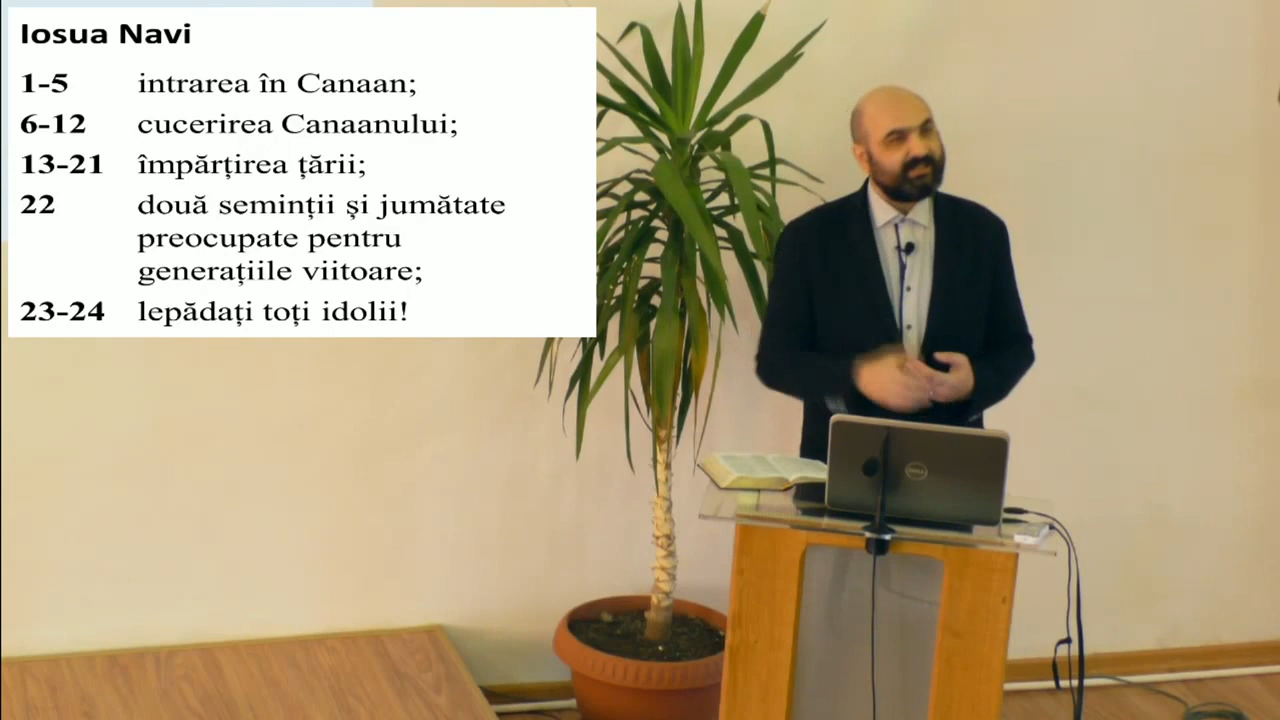 Iosua Navi
1-5 intrarea în Canaan;
6-12 cucerirea Canaanului;
13-21 împărțirea țării;
22 două seminții și jumătate
preocupate pentru
generațiile viitoare;
23-24 lepădați toți idolii!
DELL